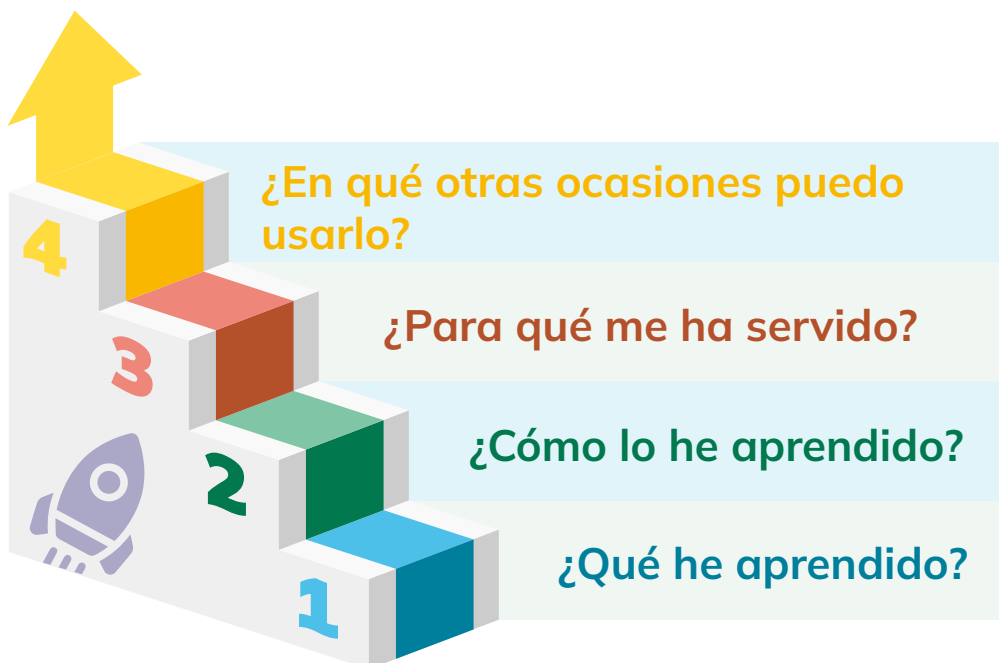 4
¿En qué otras ocasiones puedo
usarlo?
3
¿Para qué me ha servido?
2
¿Cómo lo he aprendido?
1
¿Qué he aprendido?